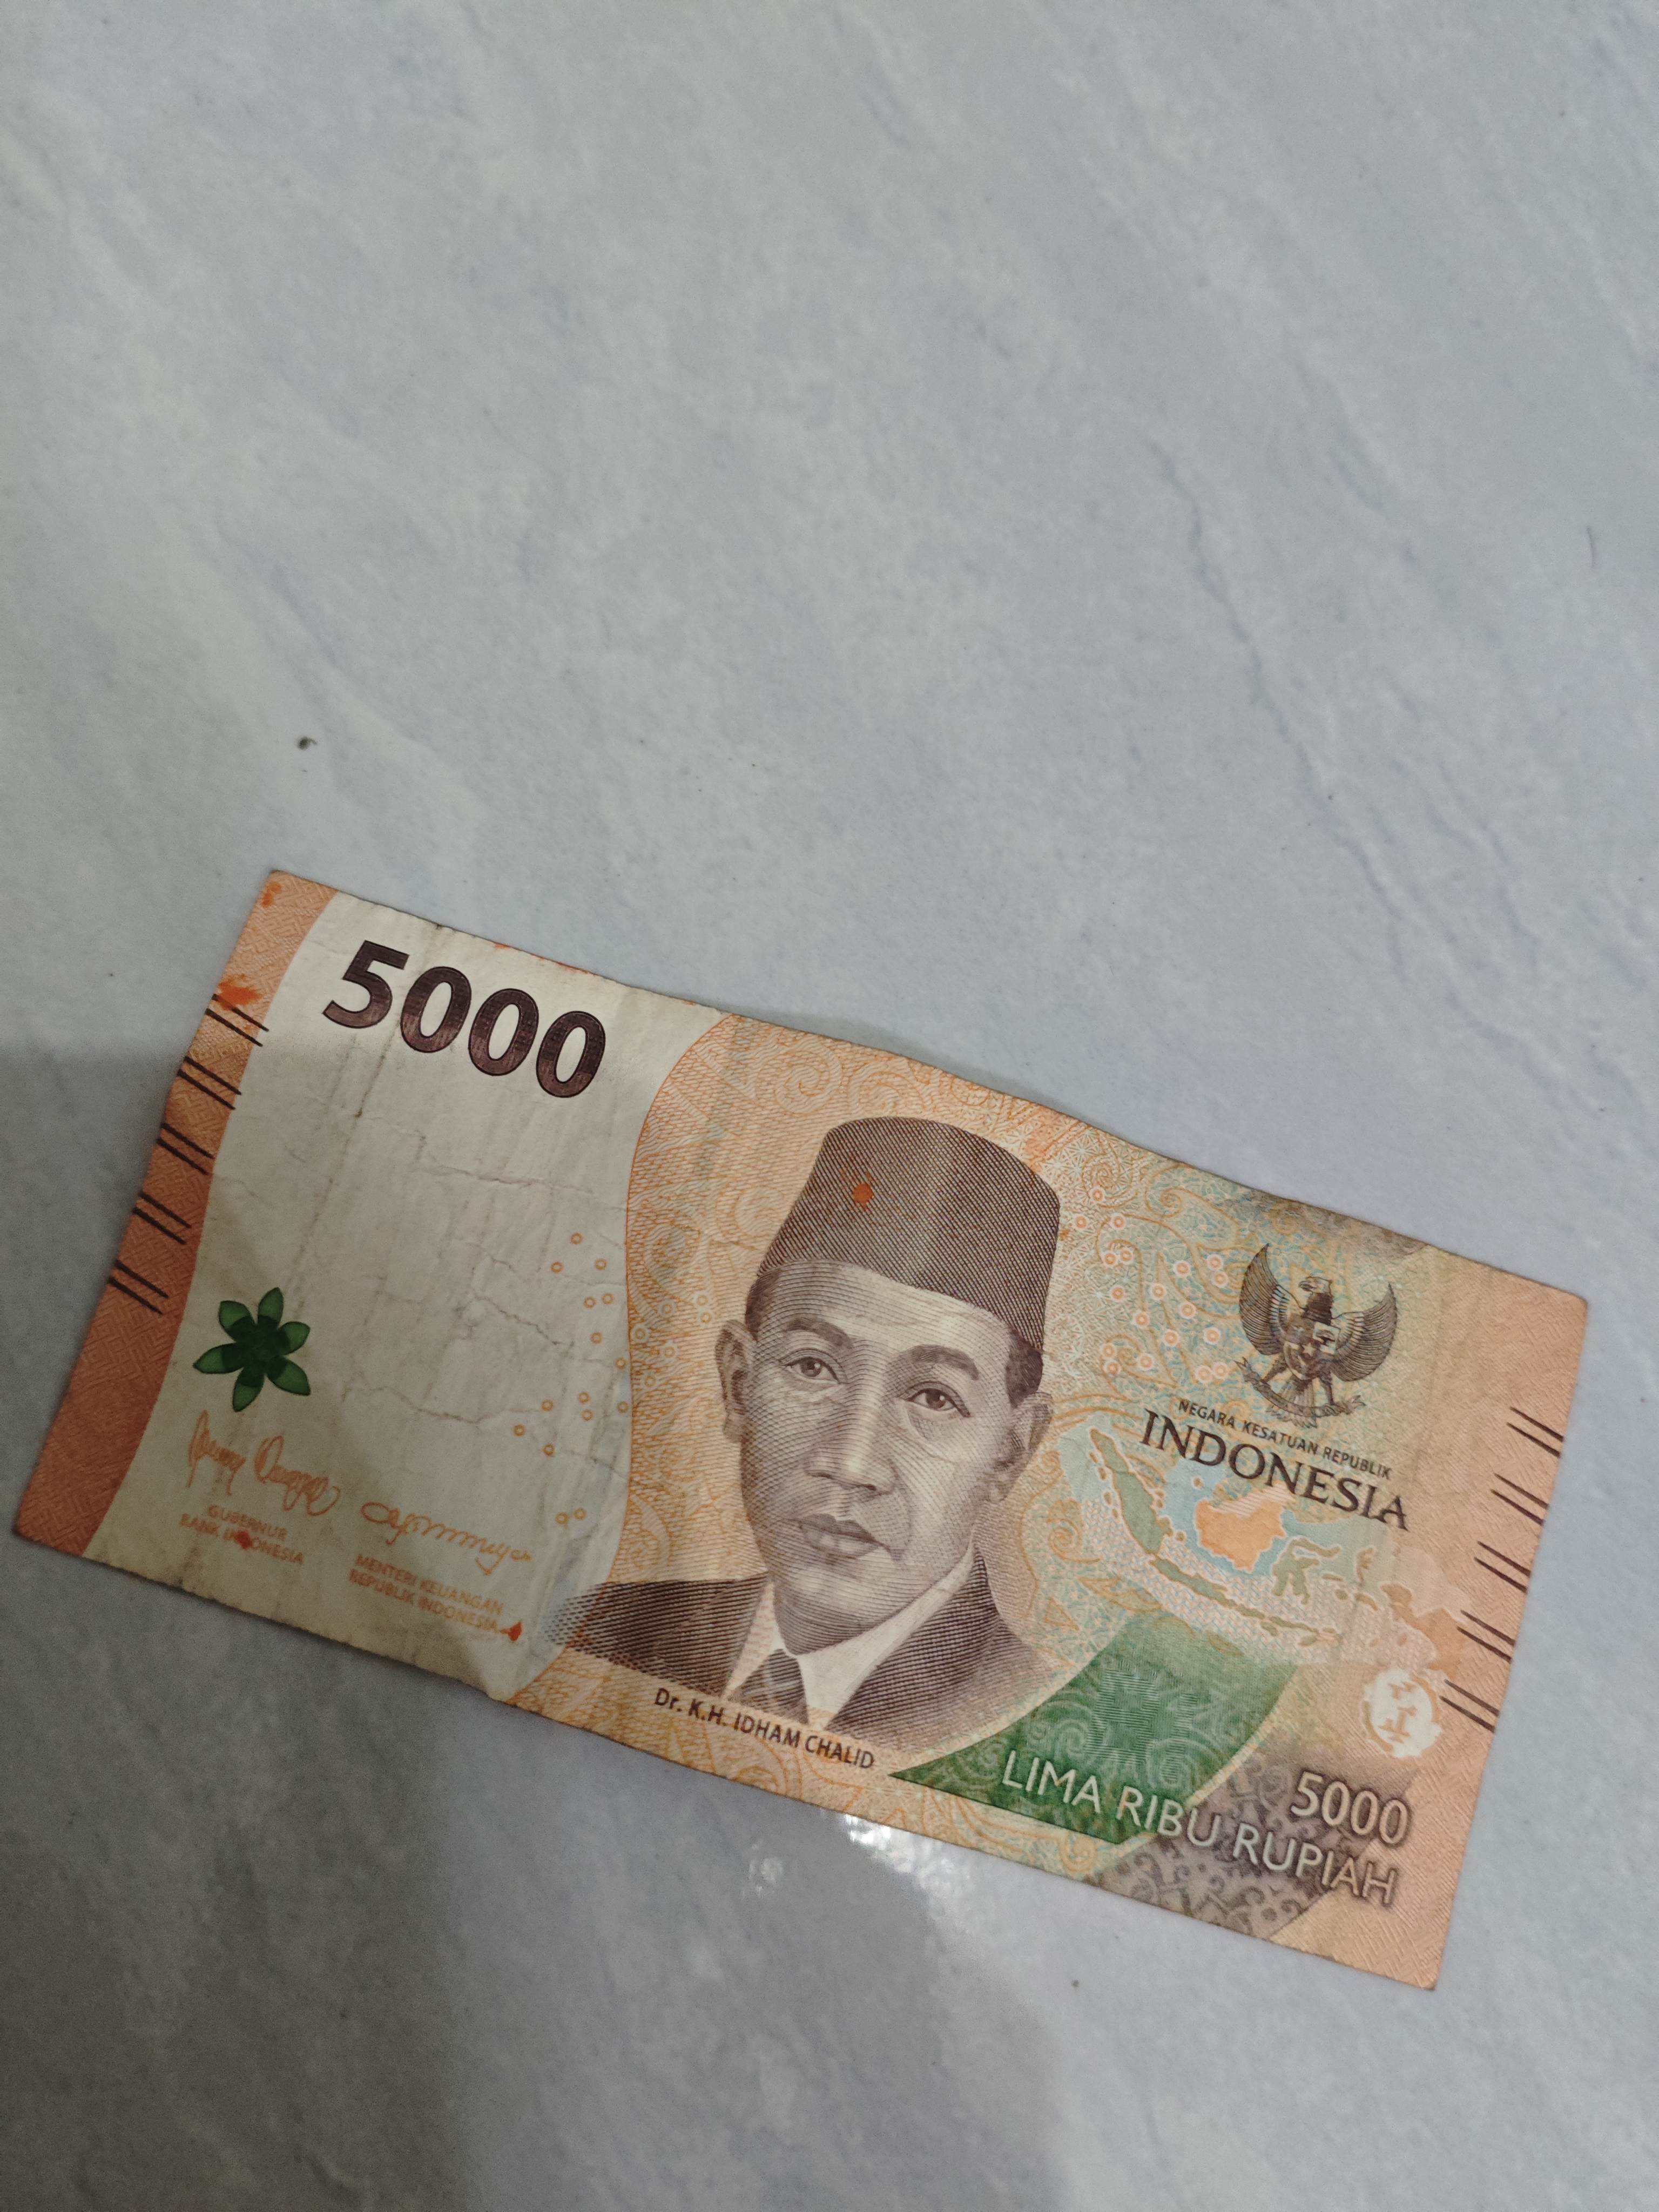 5000
NEGARA KESATUAN REPUBLIK
INDONESIA
GUBERNUR
BANK INDONESIA
MENTERI KEUANGAN
REPUBLIK INDONESIA
Dr. K.H. IDHAM CHALID
5000
LIMA RIBU RUPIAH